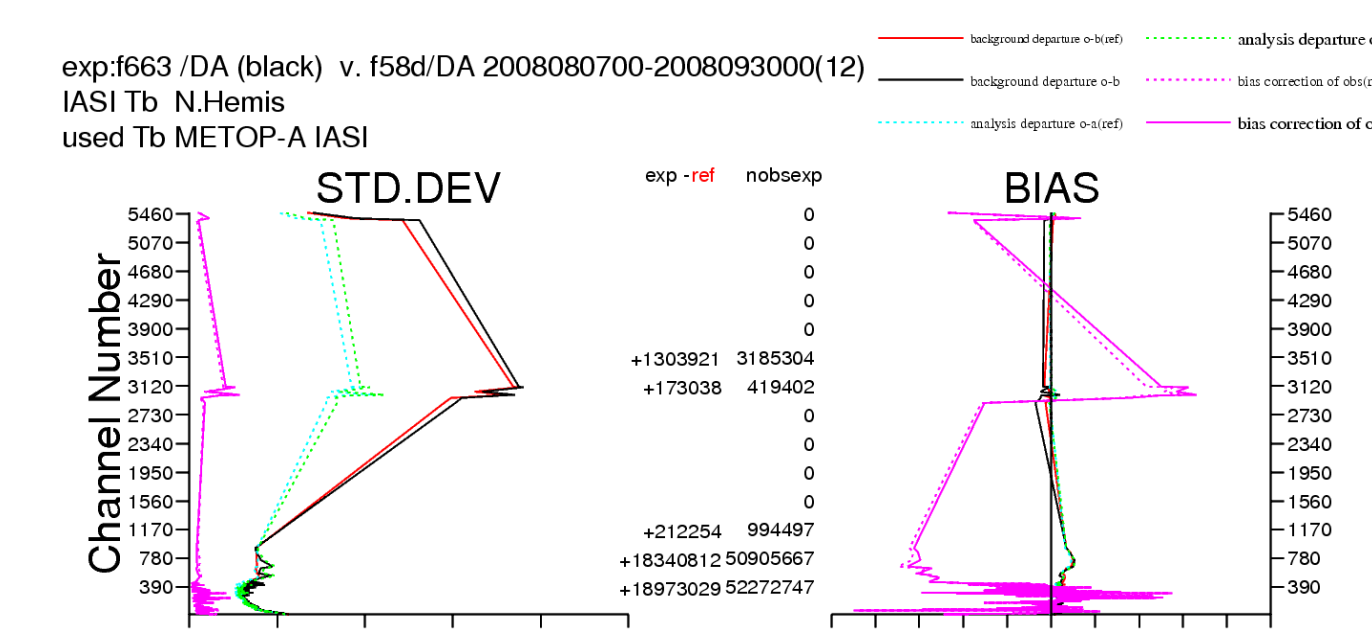 background departure o-b(ref)
analysis departure
exp:f663 /DA (black) v. f58d/DA 2008080700-2008093000(12)
background departure o-b
bias correction of obs(r
IASI Tb N.Hemis
analysis departure o-a(ref)
bias correction of o
used Tb METOP-A IASI
STD.DEV
exp -ref nobsexp
BIAS
Channel Number
5460 0 5460
5070 0 5070
4680 0 4680
4290 0 4290
3900 0 3900
3510 +1303921 3185304 3510
3120 +173038 419402 3120
2730 0 2730
2340 0 2340
1950 0 1950
1560 0 1560
1170 +212254 994497 1170
780 +18340812 50905667 780
390 +18973029 52272747 390